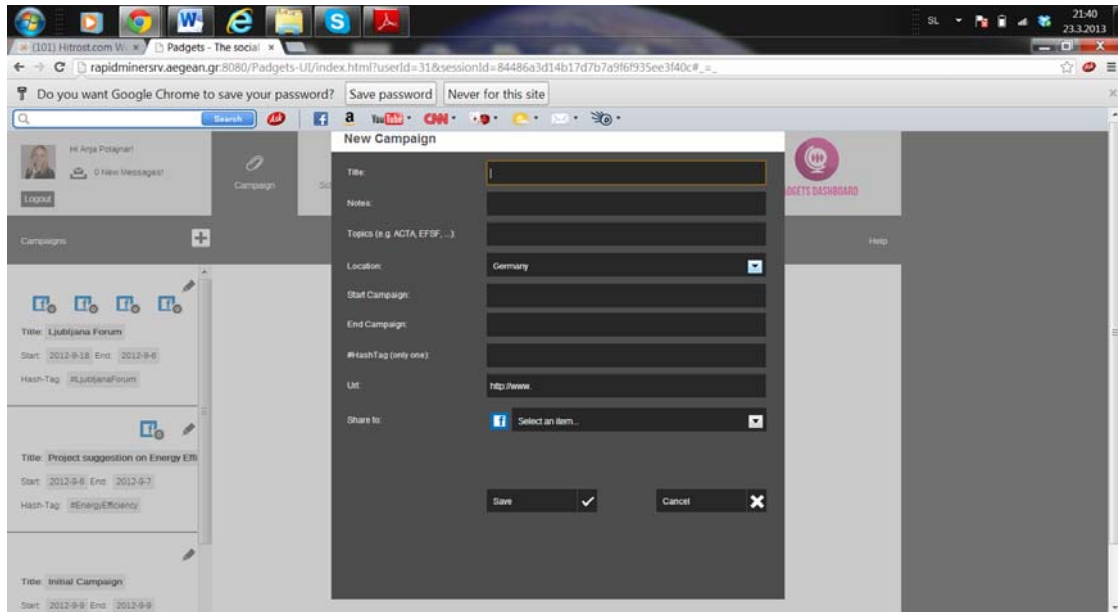 SL
21:40
23.3.2013
(101) Hitrost.com
Padgets - The social
rapidminersrv.aegean.gr:8080/Padgets-UI/index.html?userId=31&sessionId=84486a3d14b17d7b7a9f6f935ee3f40c#_=_
Do you want Google Chrome to save your password? Save password Never for this site
Search Ask YouTube CNN
New Campaign
Hi Anja Polajnar!
0 New Messages!
Logout
Campaign
DASHBOARD
Campaigns
Help
Title:
Notes:
Topics (e.g. ACTA, EFSF, ...):
Location: Germany
Start Campaign:
End Campaign:
#HashTag (only one):
Url: http://www.
Share to: Select an item...
Save Cancel
Title: Ljubljana Forum
Start: 2012-9-18 End: 2012-9-6
Hash-Tag: #LjubljanaForum
Title: Project suggestion on Energy Effi
Start: 2012-9-6 End: 2012-9-7
Hash-Tag: #EnergyEfficiency
Title: Initial Campaign
Start: 2012-9-9 End: 2012-9-9